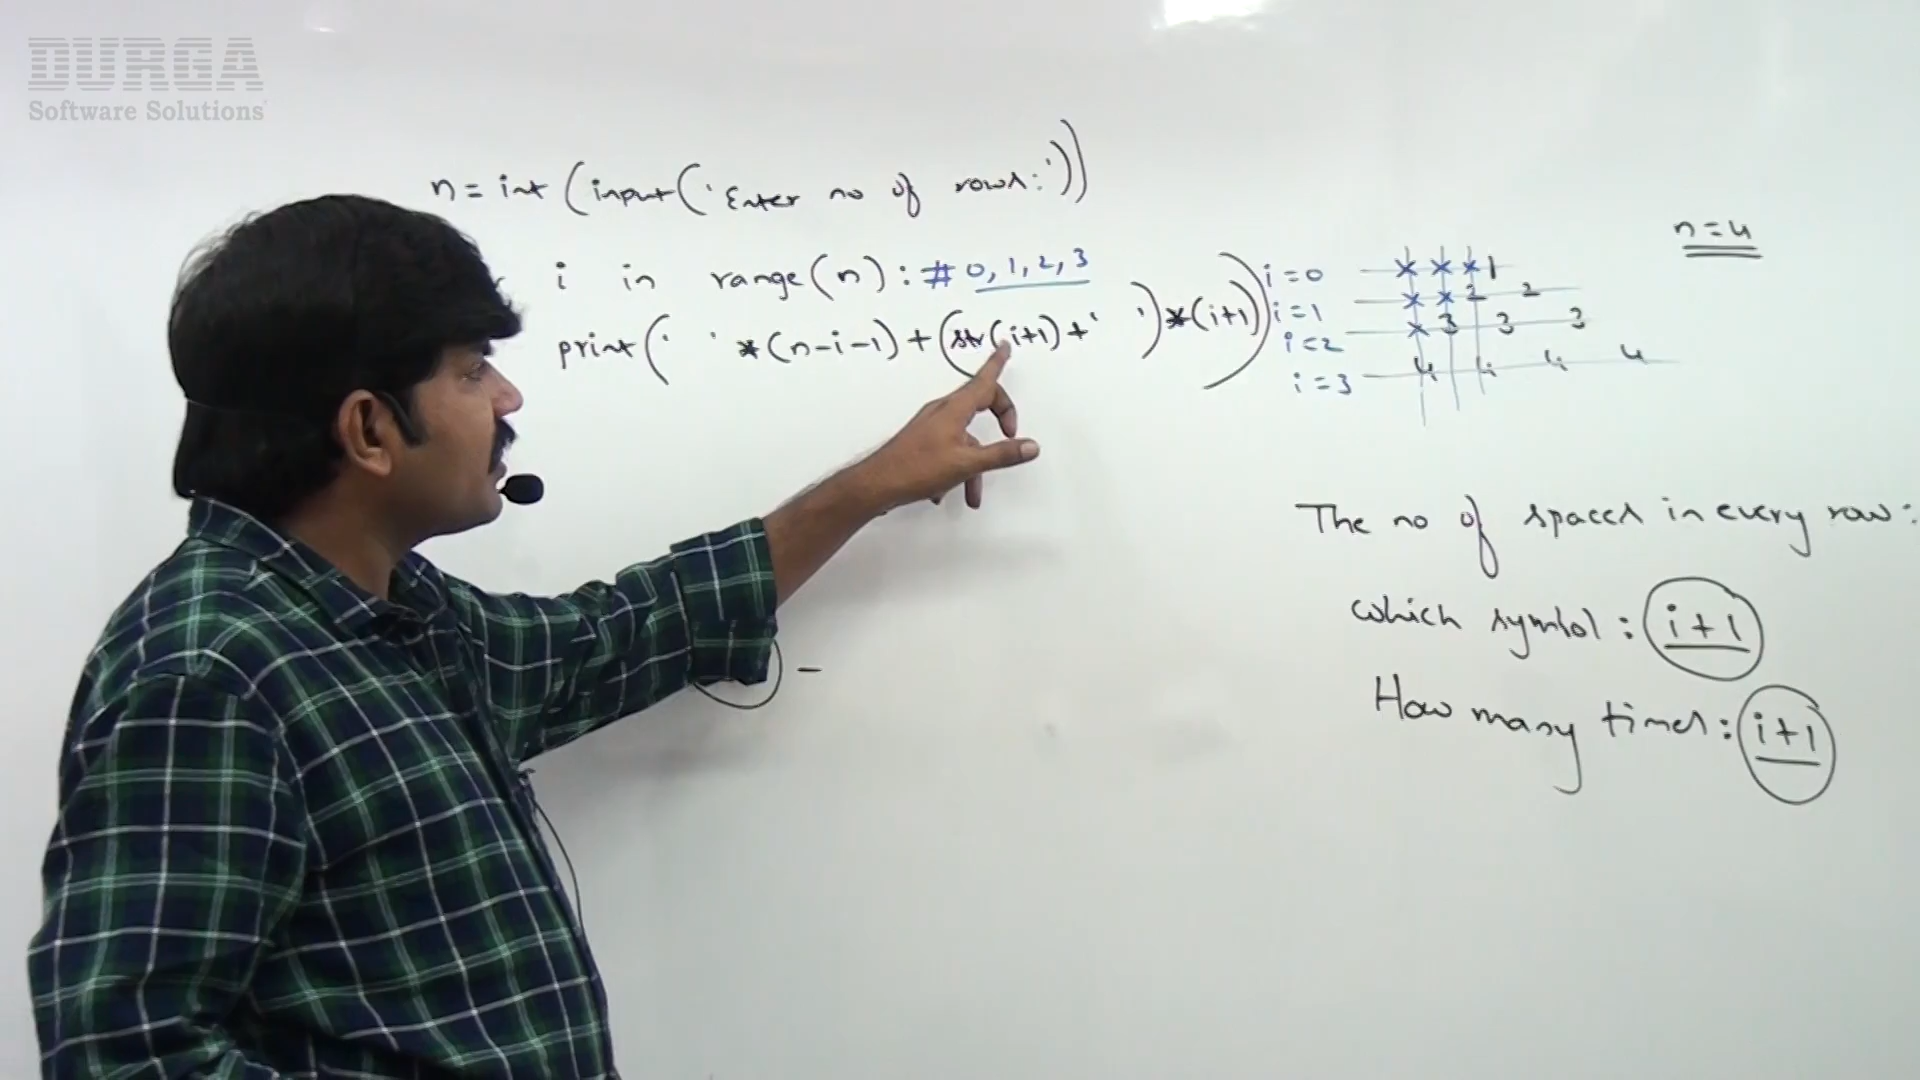 DURGA
Software Solutions
n = int (input('Enter no of rows:'))
i in range(n): # 0, 1, 2, 3
print(' ' *(n-i-1) + (str(i+1) + ' ') *(i+1))
n = 4
i = 0 x x x 1
i = 1 x x 2 2
i = 2 x 3 3 3
i = 3 4 4 4 4
The no of spaces in every row:
which symbol : i+1
How many times : i+1